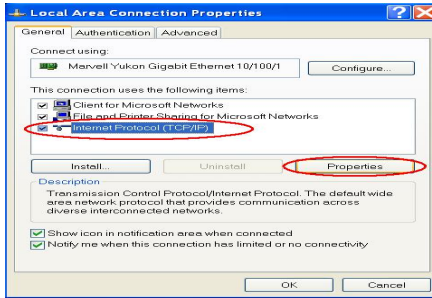 Local Area Connection Properties
General Authentication Advanced
Connect using:
Marvell Yukon Gigabit Ethernet 10/100/1 Configure...
This connection uses the following items:
Client for Microsoft Networks
File and Printer Sharing for Microsoft Networks
Internet Protocol (TCP/IP)
Install... Uninstall Properties
Description
Transmission Control Protocol/Internet Protocol. The default wide
area network protocol that provides communication across
diverse interconnected networks.
Show icon in notification area when connected
Notify me when this connection has limited or no connectivity
OK Cancel